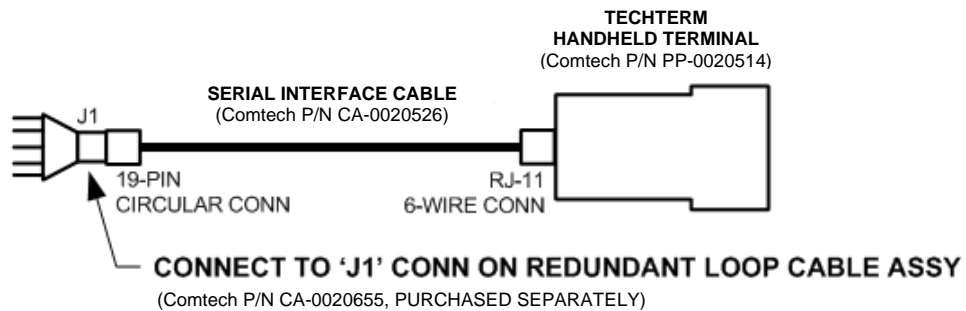 TECHTERM
HANDHELD TERMINAL
(Comtech P/N PP-0020514)
SERIAL INTERFACE CABLE
(Comtech P/N CA-0020526)
J1
19-PIN
CIRCULAR CONN
RJ-11
6-WIRE CONN
CONNECT TO 'J1' CONN ON REDUNDANT LOOP CABLE ASSY
(Comtech P/N CA-0020655, PURCHASED SEPARATELY)